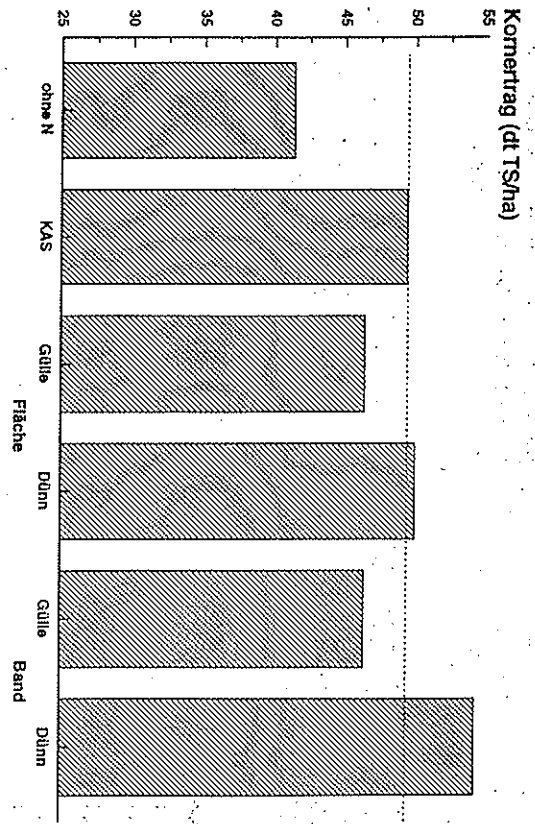 Kornertrag (dt TS/ha)
55
50
45
40
35
30
25
ohne N
KAS
Gülle
Dünn
Gülle
Dünn
Fläche
Band